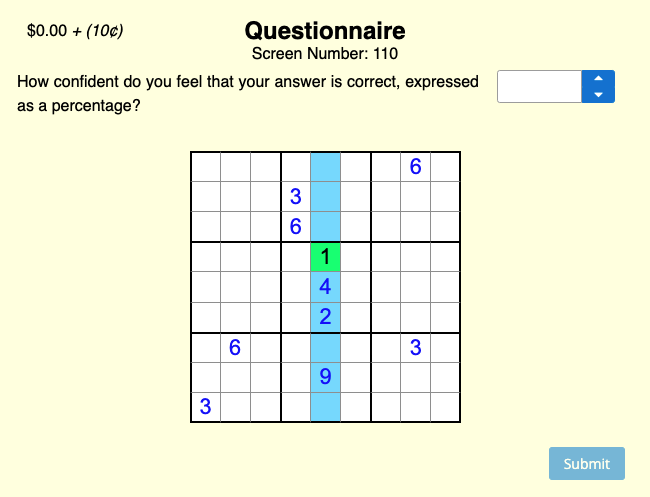 $0.00 + (10¢)
Questionnaire
Screen Number: 110
How confident do you feel that your answer is correct, expressed
as a percentage?
6
3
6
1
4
2
6 3
9
3
Submit